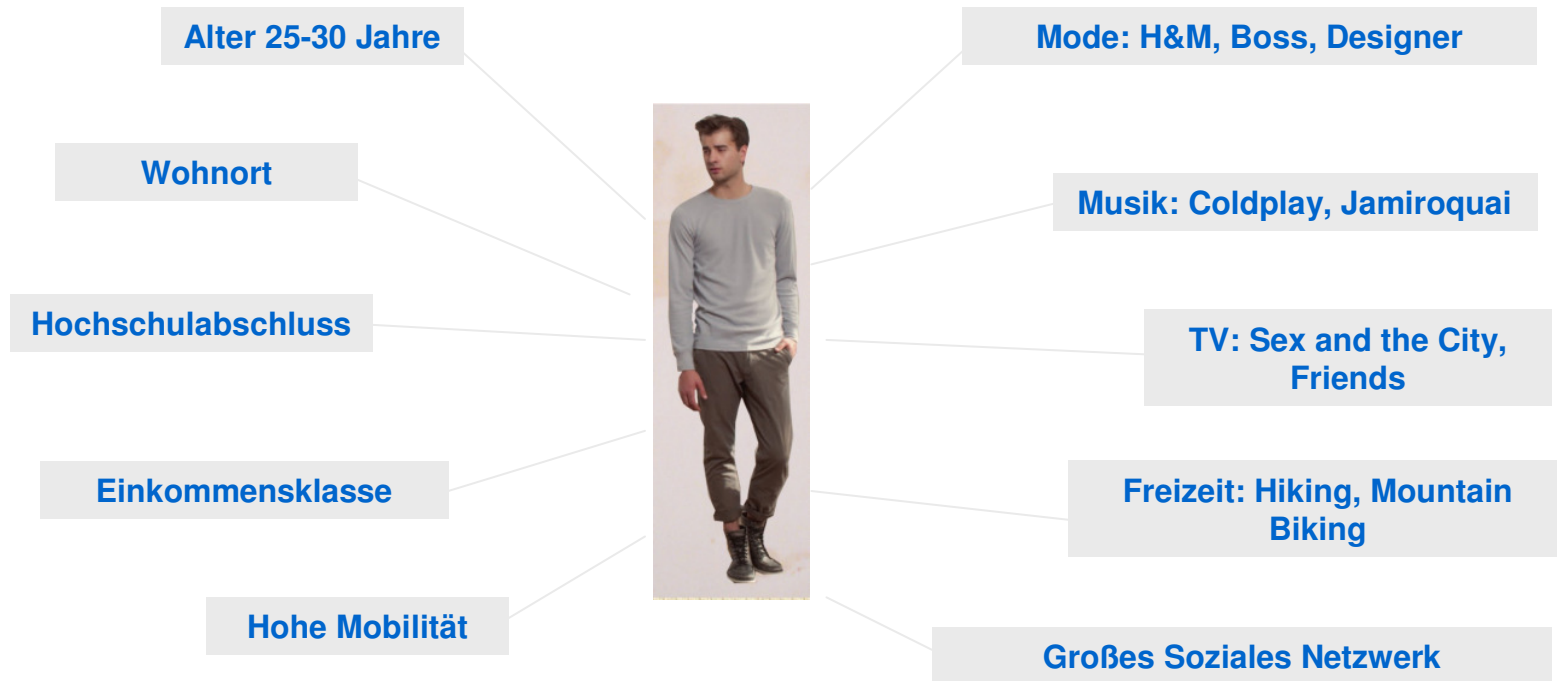 Alter 25-30 Jahre
Wohnort
Hochschulabschluss
Einkommensklasse
Hohe Mobilität
Mode: H&M, Boss, Designer
Musik: Coldplay, Jamiroquai
TV: Sex and the City,
Friends
Freizeit: Hiking, Mountain
Biking
Großes Soziales Netzwerk